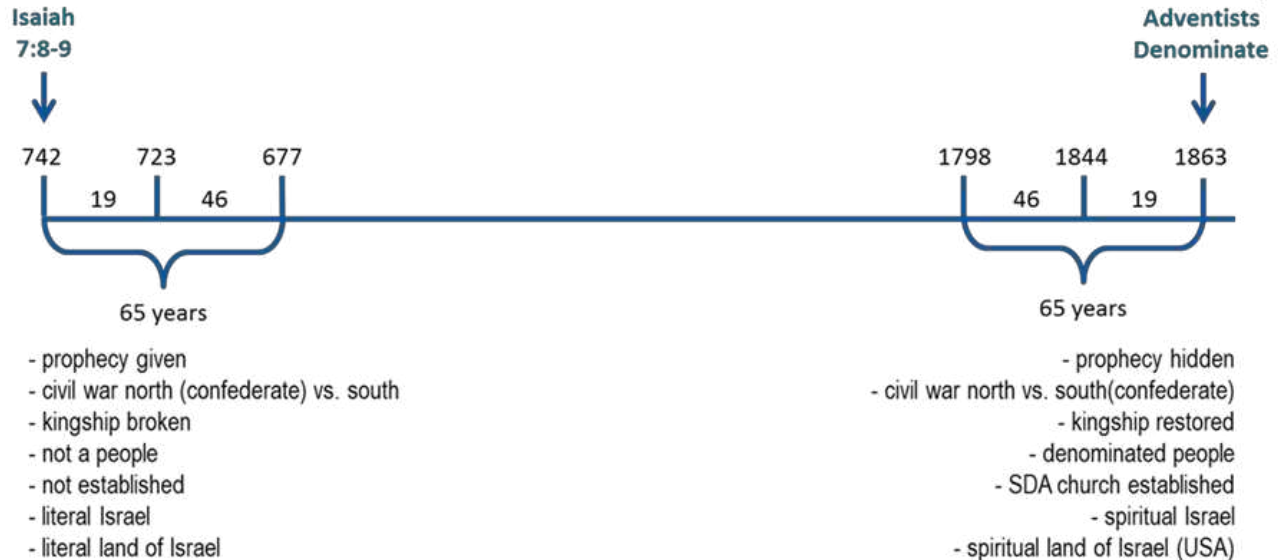 Isaiah
7:8-9
Adventists
Denominate
742 723 677 1798 1844 1863
19 46 46 19
65 years 65 years
- prophecy given
- civil war north (confederate) vs. south
- kingship broken
- not a people
- not established
- literal Israel
- literal land of Israel
- prophecy hidden
- civil war north vs. south(confederate)
- kingship restored
- denominated people
- SDA church established
- spiritual Israel
- spiritual land of Israel (USA)